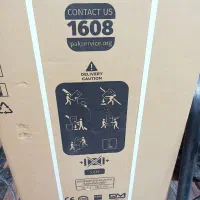 CONTACT US
1608
pakservice.org
DELIVERY
CAUTION